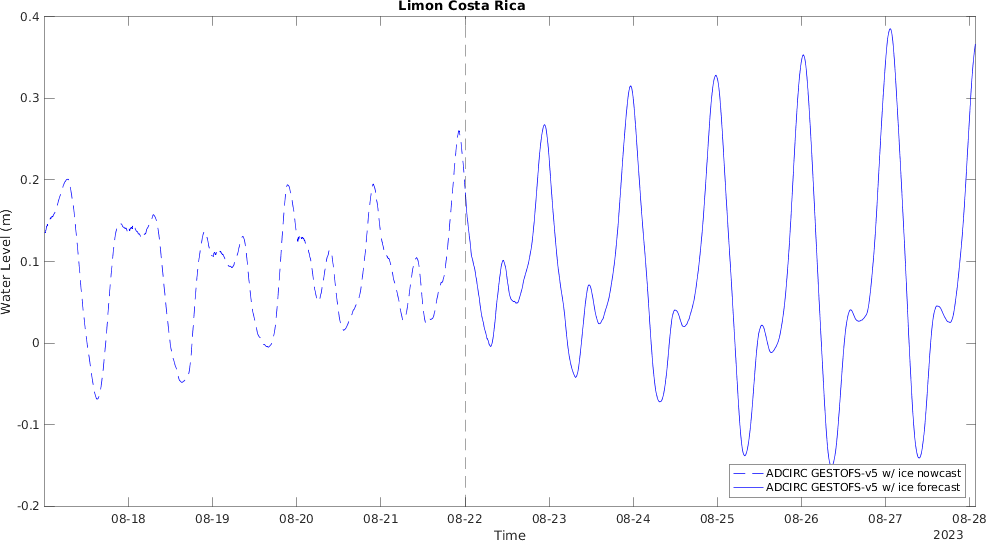 Limon Costa Rica
0.4
0.3
0.2
0.1
0
-0.1
-0.2
Water Level (m)
ADCIRC GESTOFS-v5 w/ ice nowcast
ADCIRC GESTOFS-v5 w/ ice forecast
08-18 08-19 08-20 08-21 08-22 08-23 08-24 08-25 08-26 08-27 08-28
Time
2023